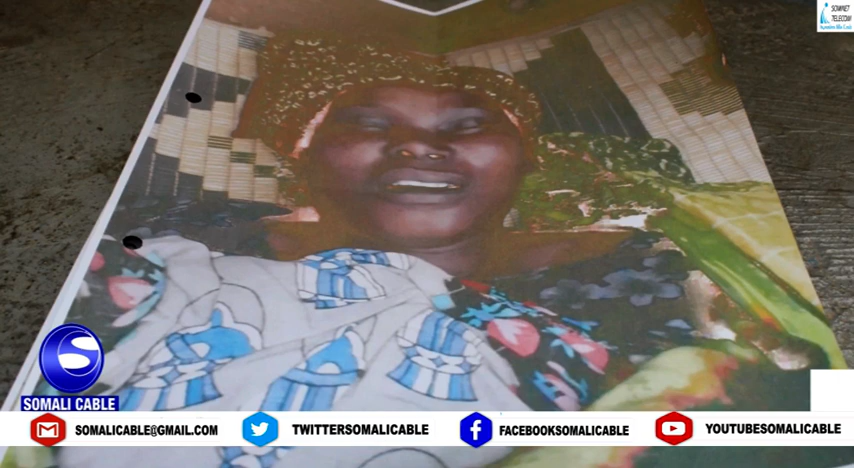 SOMNET
TELECOM
SOMALI CABLE
SOMALICABLE@GMAIL.COM
TWITTERSOMALICABLE
FACEBOOKSOMALICABLE
YOUTUBESOMALICABLE